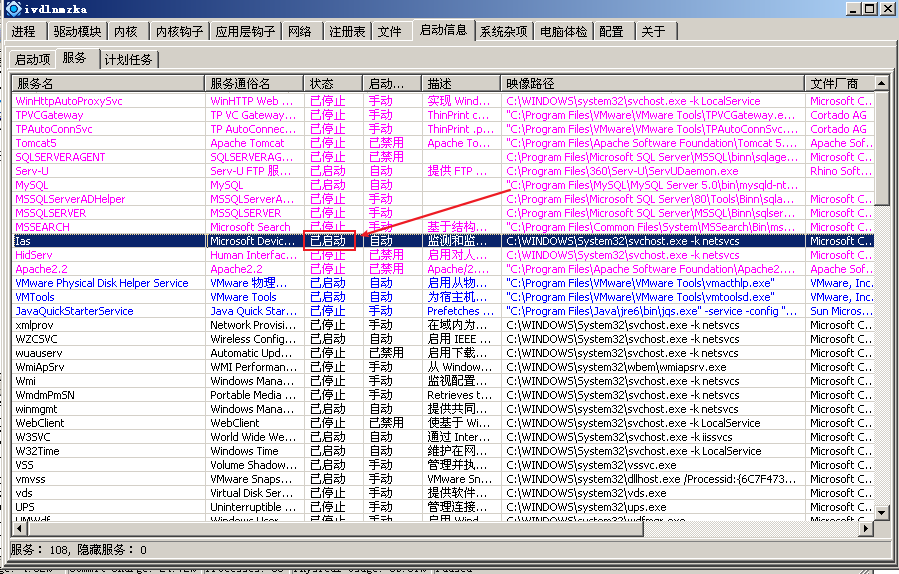 ivdlnmzka
进程 驱动模块 内核 内核钩子 应用层钩子 网络 注册表 文件 启动信息 系统杂项 电脑体检 配置 关于
启动项 服务 计划任务
服务名 服务通俗名 状态 启动... 描述 映像路径 文件厂商
WinHttpAutoProxySvc WinHTTP Web ... 已停止 手动 实现 Wind... C:\WINDOWS\system32\svchost.exe -k LocalService Microsoft C...
TPVCGateway TP VC Gateway... 已停止 手动 ThinPrint c... "C:\Program Files\VMware\VMware Tools\TPVCGateway.e... Cortado AG
TPAutoConnSvc TP AutoConnec... 已停止 手动 ThinPrint .p... "C:\Program Files\VMware\VMware Tools\TPAutoConnSvc.... Cortado AG
Tomcat5 Apache Tomcat 已停止 已禁用 Apache To... "C:\Program Files\Apache Software Foundation\Tomcat 5.... Apache Sof...
SQLSERVERAGENT SQLSERVERAG... 已停止 已禁用 C:\Program Files\Microsoft SQL Server\MSSQL\binn\sqlage... Microsoft C...
Serv-U Serv-U FTP 服... 已停止 自动 提供 FTP ... C:\Program Files\360\Serv-U\ServUDaemon.exe Rhino Soft...
MySQL MySQL 已停止 自动 "C:\Program Files\MySQL\MySQL Server 5.0\bin\mysqld-nt...
MSSQLServerADHelper MSSQLServerA... 已停止 手动 C:\Program Files\Microsoft SQL Server\80\Tools\Binn\sqla... Microsoft C...
MSSQLSERVER MSSQLSERVER 已停止 手动 C:\Program Files\Microsoft SQL Server\MSSQL\Binn\sqlser... Microsoft C...
MSSEARCH Microsoft Search 已停止 手动 基于结构... "C:\Program Files\Common Files\System\MSSearch\Bin\ms... Microsoft C...
Ias Microsoft Devic... 已启动 自动 监测和监... C:\WINDOWS\System32\svchost.exe -k netsvcs Microsoft C...
HidServ Human Interfac... 已停止 已禁用 启用对人... C:\WINDOWS\System32\svchost.exe -k netsvcs Microsoft C...
Apache2.2 Apache2.2 已停止 已禁用 Apache/2.... "C:\Program Files\Apache Software Foundation\Apache2.... Apache Sof...
VMware Physical Disk Helper Service VMware 物理... 已启动 自动 启用从物... "C:\Program Files\VMware\VMware Tools\vmacthlp.exe" VMware, Inc.
VMTools VMware Tools 已启动 自动 为宿主机... "C:\Program Files\VMware\VMware Tools\vmtoolsd.exe" VMware, Inc.
JavaQuickStarterService Java Quick Star... 已启动 自动 Prefetches ... "C:\Program Files\Java\jre6\bin\jqs.exe" -service -config "... Sun Micros...
xmlprov Network Provisi... 已停止 手动 在域内为... C:\WINDOWS\System32\svchost.exe -k netsvcs Microsoft C...
WZCSVC Wireless Config... 已启动 自动 启用 IEEE ... C:\WINDOWS\System32\svchost.exe -k netsvcs Microsoft C...
wuauserv Automatic Upd... 已停止 已禁用 启用下载... C:\WINDOWS\system32\svchost.exe -k netsvcs Microsoft C...
WmiApSrv WMI Performan... 已停止 手动 从 Window... C:\WINDOWS\system32\wbem\wmiapsrv.exe Microsoft C...
Wmi Windows Mana... 已停止 手动 监视配置... C:\WINDOWS\System32\svchost.exe -k netsvcs Microsoft C...
WmdmPmSN Portable Media ... 已停止 手动 Retrieves t... C:\WINDOWS\System32\svchost.exe -k netsvcs Microsoft C...
winmgmt Windows Mana... 已启动 自动 提供共同... C:\WINDOWS\system32\svchost.exe -k netsvcs Microsoft C...
WebClient WebClient 已停止 已禁用 使基于 Wi... C:\WINDOWS\system32\svchost.exe -k LocalService Microsoft C...
W3SVC World Wide We... 已启动 自动 通过 Inter... C:\WINDOWS\System32\svchost.exe -k iissvcs Microsoft C...
W32Time Windows Time 已启动 自动 维护在网... C:\WINDOWS\system32\svchost.exe -k LocalService Microsoft C...
VSS Volume Shadow... 已启动 手动 管理并执... C:\WINDOWS\system32\vssvc.exe Microsoft C...
vmvss VMware Snaps... 已启动 手动 VMware Sn... C:\WINDOWS\system32\dllhost.exe /Processid:{6C7F473... Microsoft C...
vds Virtual Disk Ser... 已停止 手动 提供软件... C:\WINDOWS\System32\vds.exe Microsoft C...
UPS Uninterruptible ... 已停止 手动 管理连接... C:\WINDOWS\System32\ups.exe Microsoft C...
UMWdf Windows User ... 已停止 手动 启用 Wind... C:\WINDOWS\system32\wdfmgr.exe Microsoft C...
服务： 108, 隐藏服务： 0